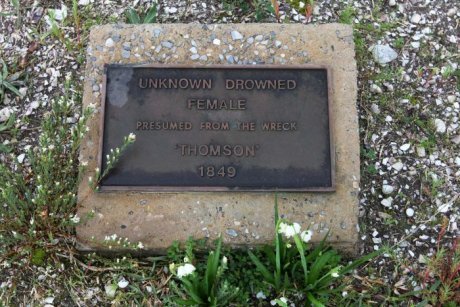 UNKNOWN DROWNED
FEMALE
PRESUMED FROM THE WRECK
'THOMSON'
1849